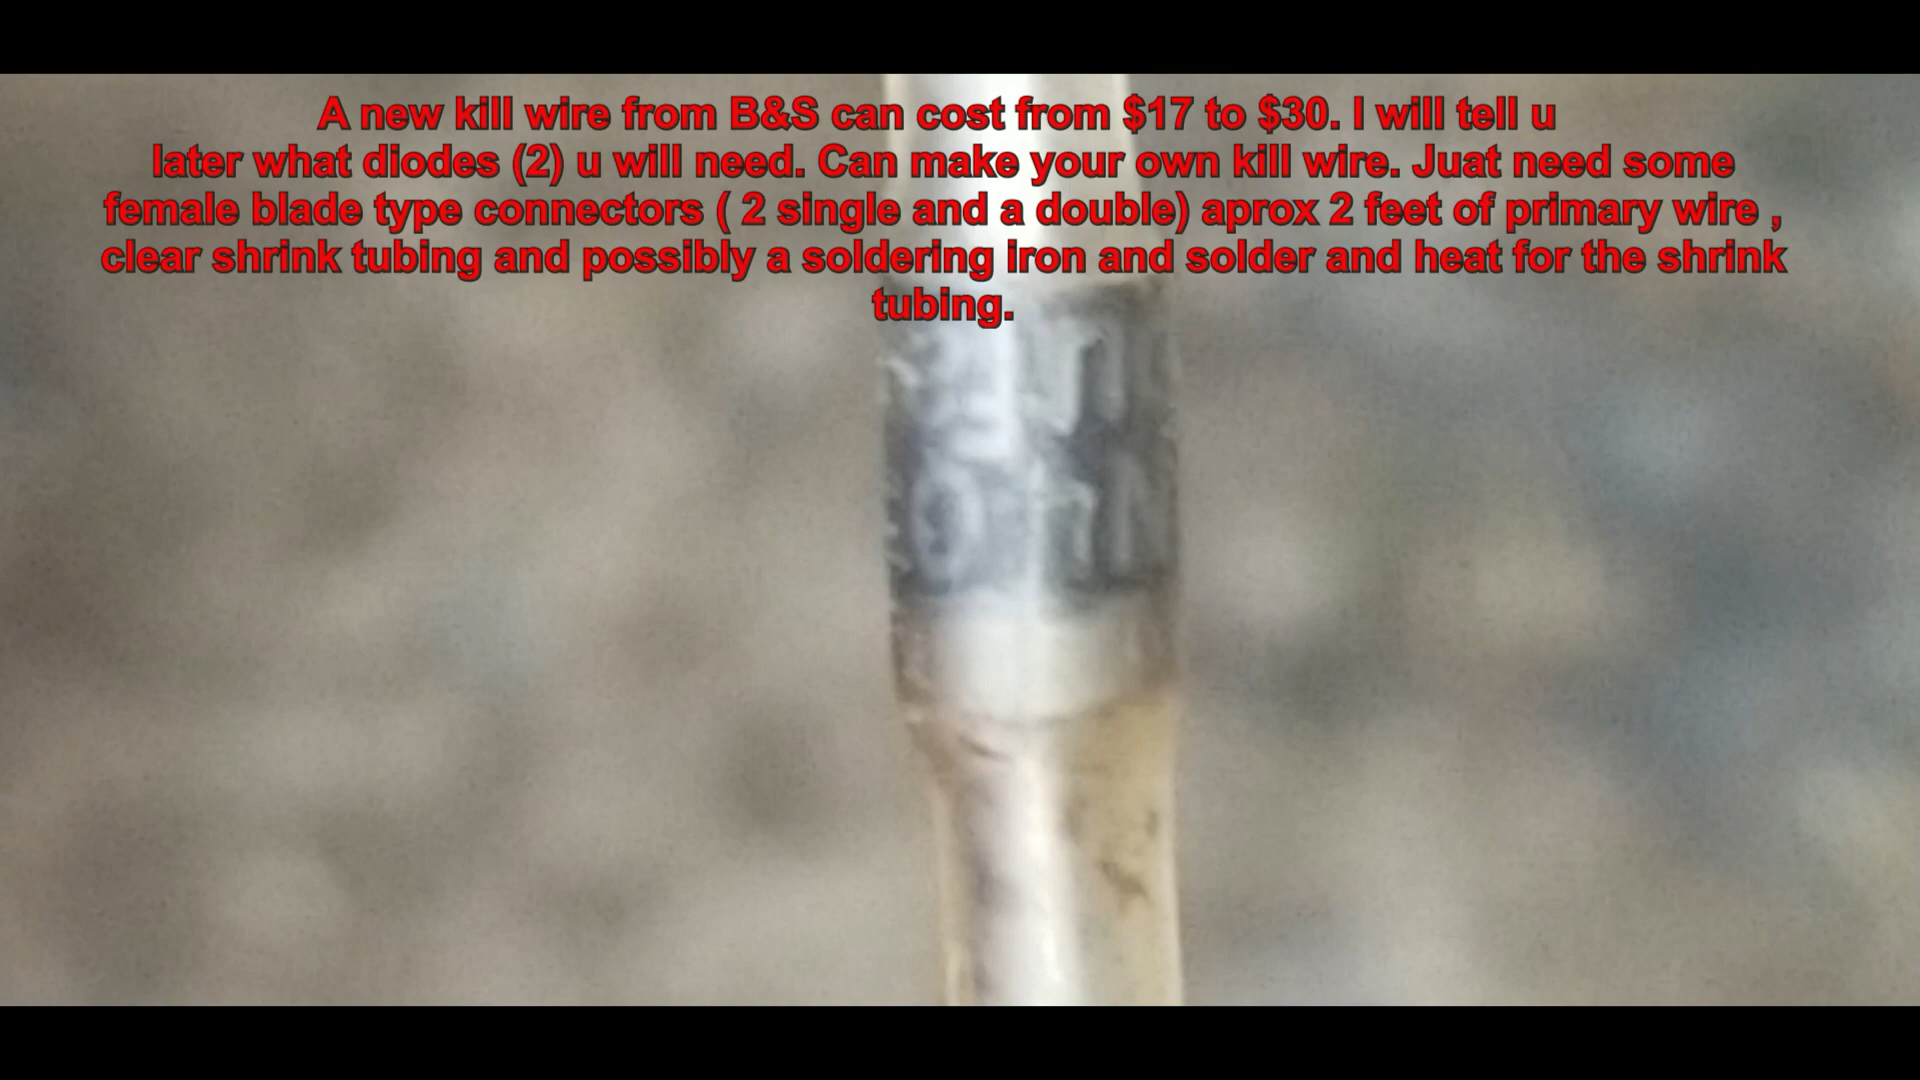 A new kill wire from B&S can cost from $17 to $30. I will tell u
later what diodes (2) u will need. Can make your own kill wire. Juat need some
female blade type connectors ( 2 single and a double) aprox 2 feet of primary wire ,
clear shrink tubing and possibly a soldering iron and solder and heat for the shrink
tubing.